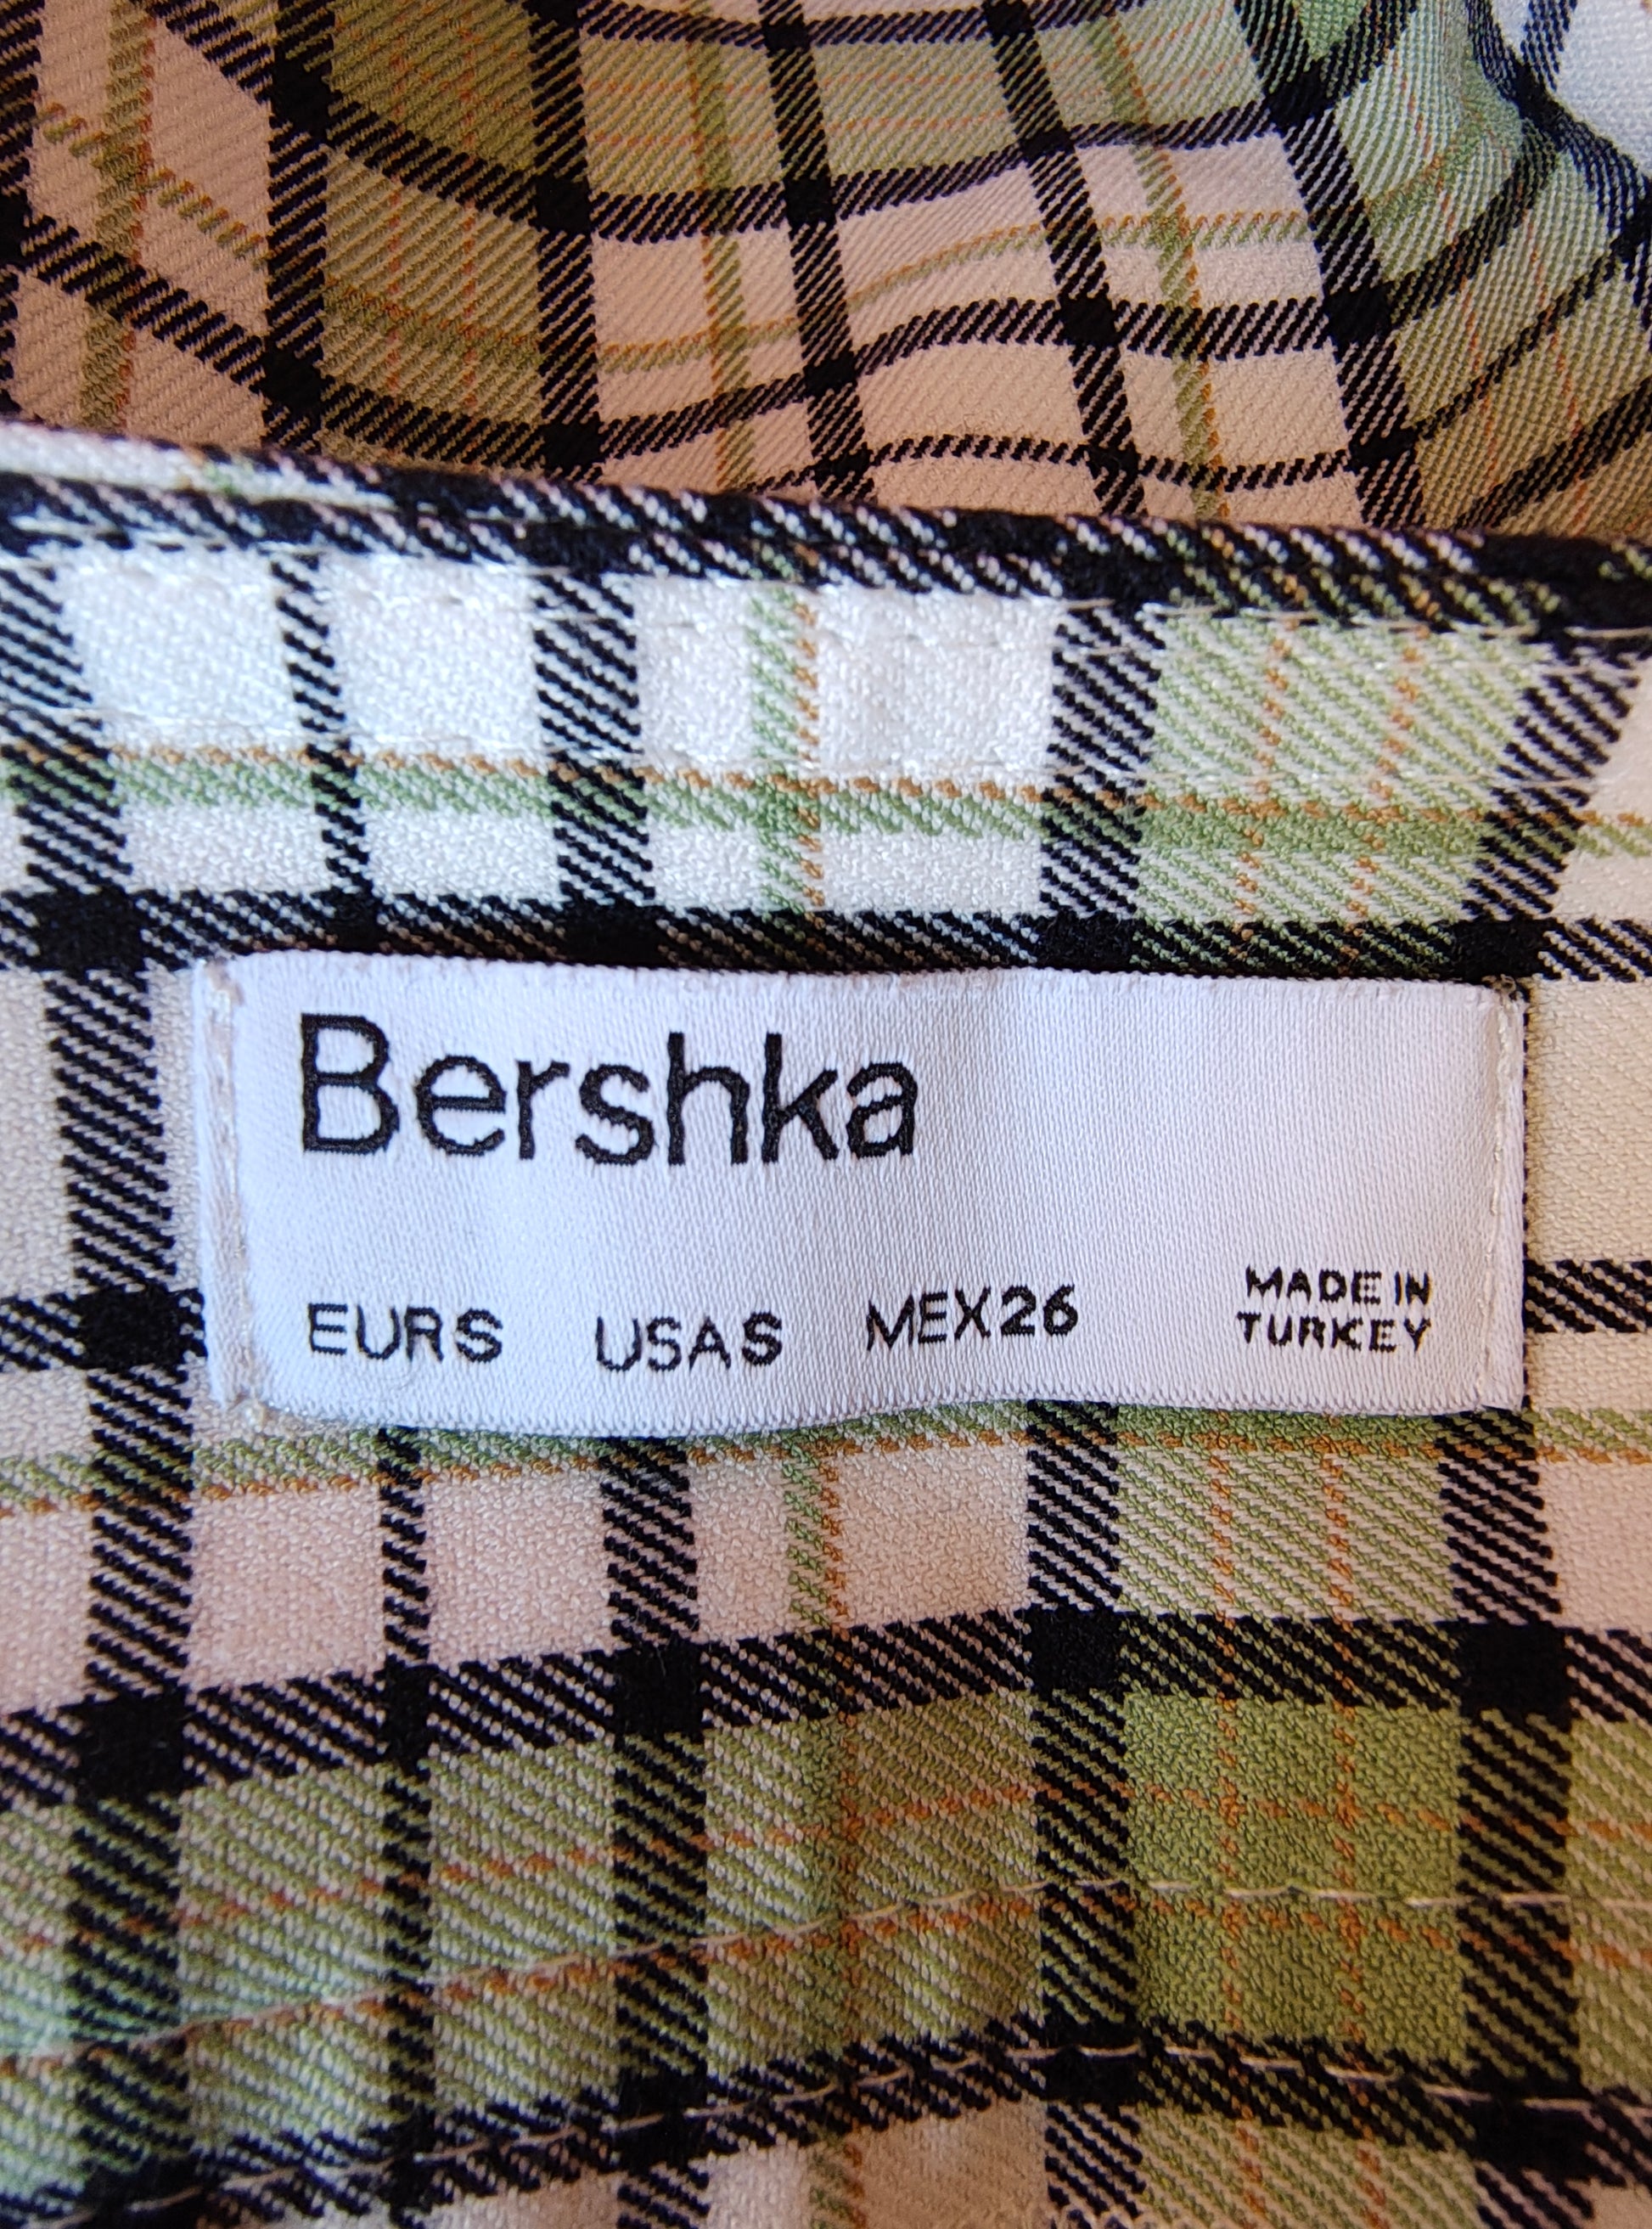 Bershka
EUR S USA S MEX 26
MADE IN
TURKEY